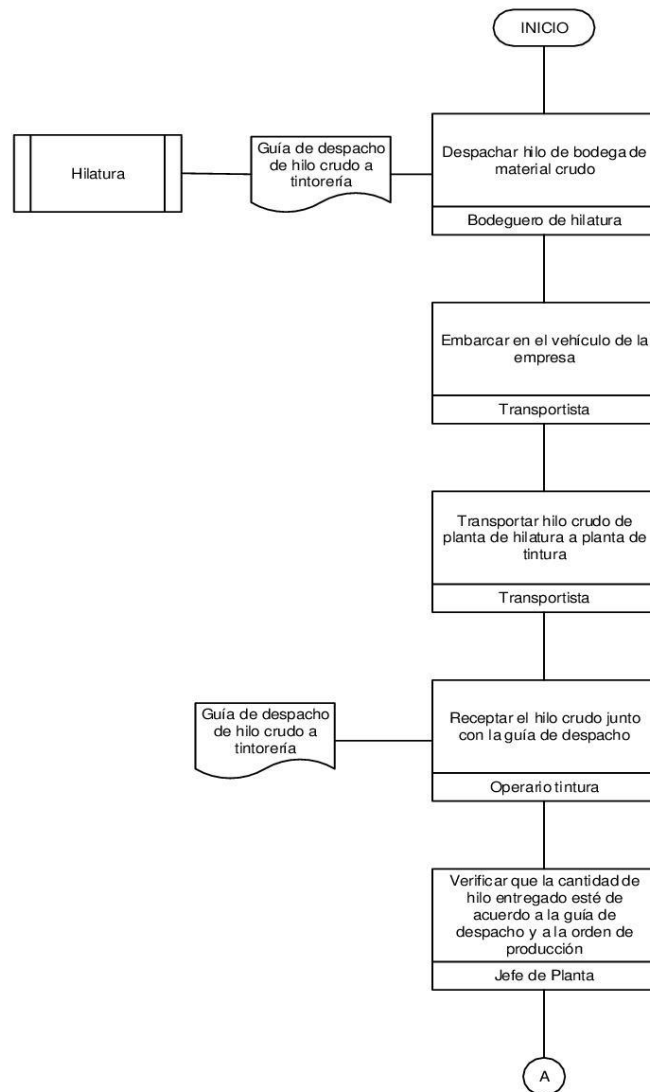 INICIO
Hilatura
Guía de despacho
de hilo crudo a
tintorería
Despachar hilo de bodega de
material crudo
Bodeguero de hilatura
Embarcar en el vehículo de la
empresa
Transportista
Transportar hilo crudo de
planta de hilatura a planta de
tintura
Transportista
Guía de despacho
de hilo crudo a
tintorería
Receptar el hilo crudo junto
con la guía de despacho
Operario tintura
Verificar que la cantidad de
hilo entregado esté de
acuerdo a la guía de
despacho y a la orden de
producción
Jefe de Planta
A